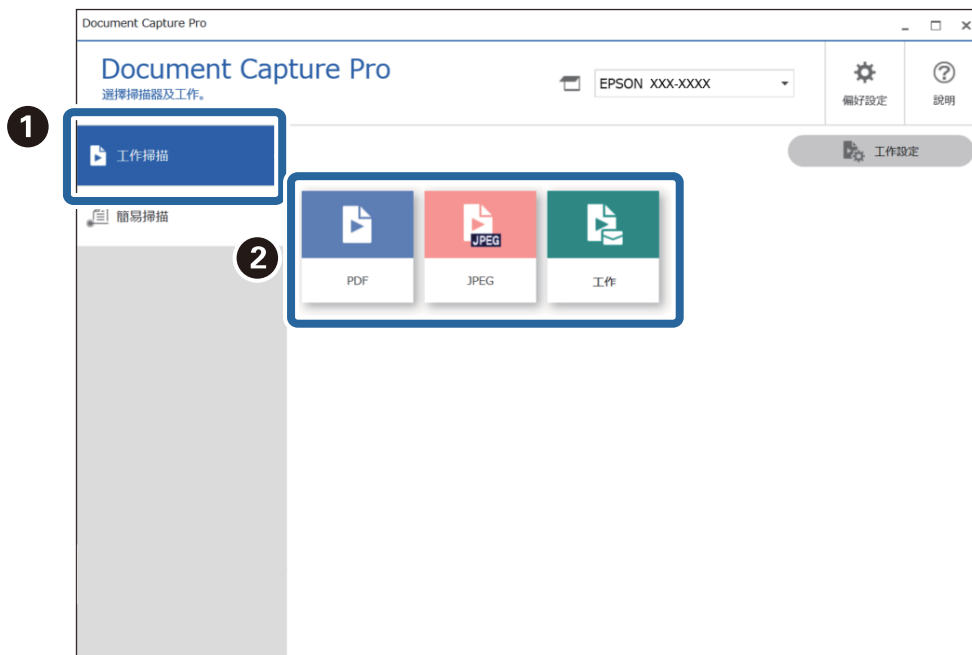 Document Capture Pro
Document Capture Pro
選擇掃描器及工作。
EPSON XXX-XXXX
偏好設定
說明
1
工作掃描
工作設定
簡易掃描
2
JPEG
PDF
JPEG
工作